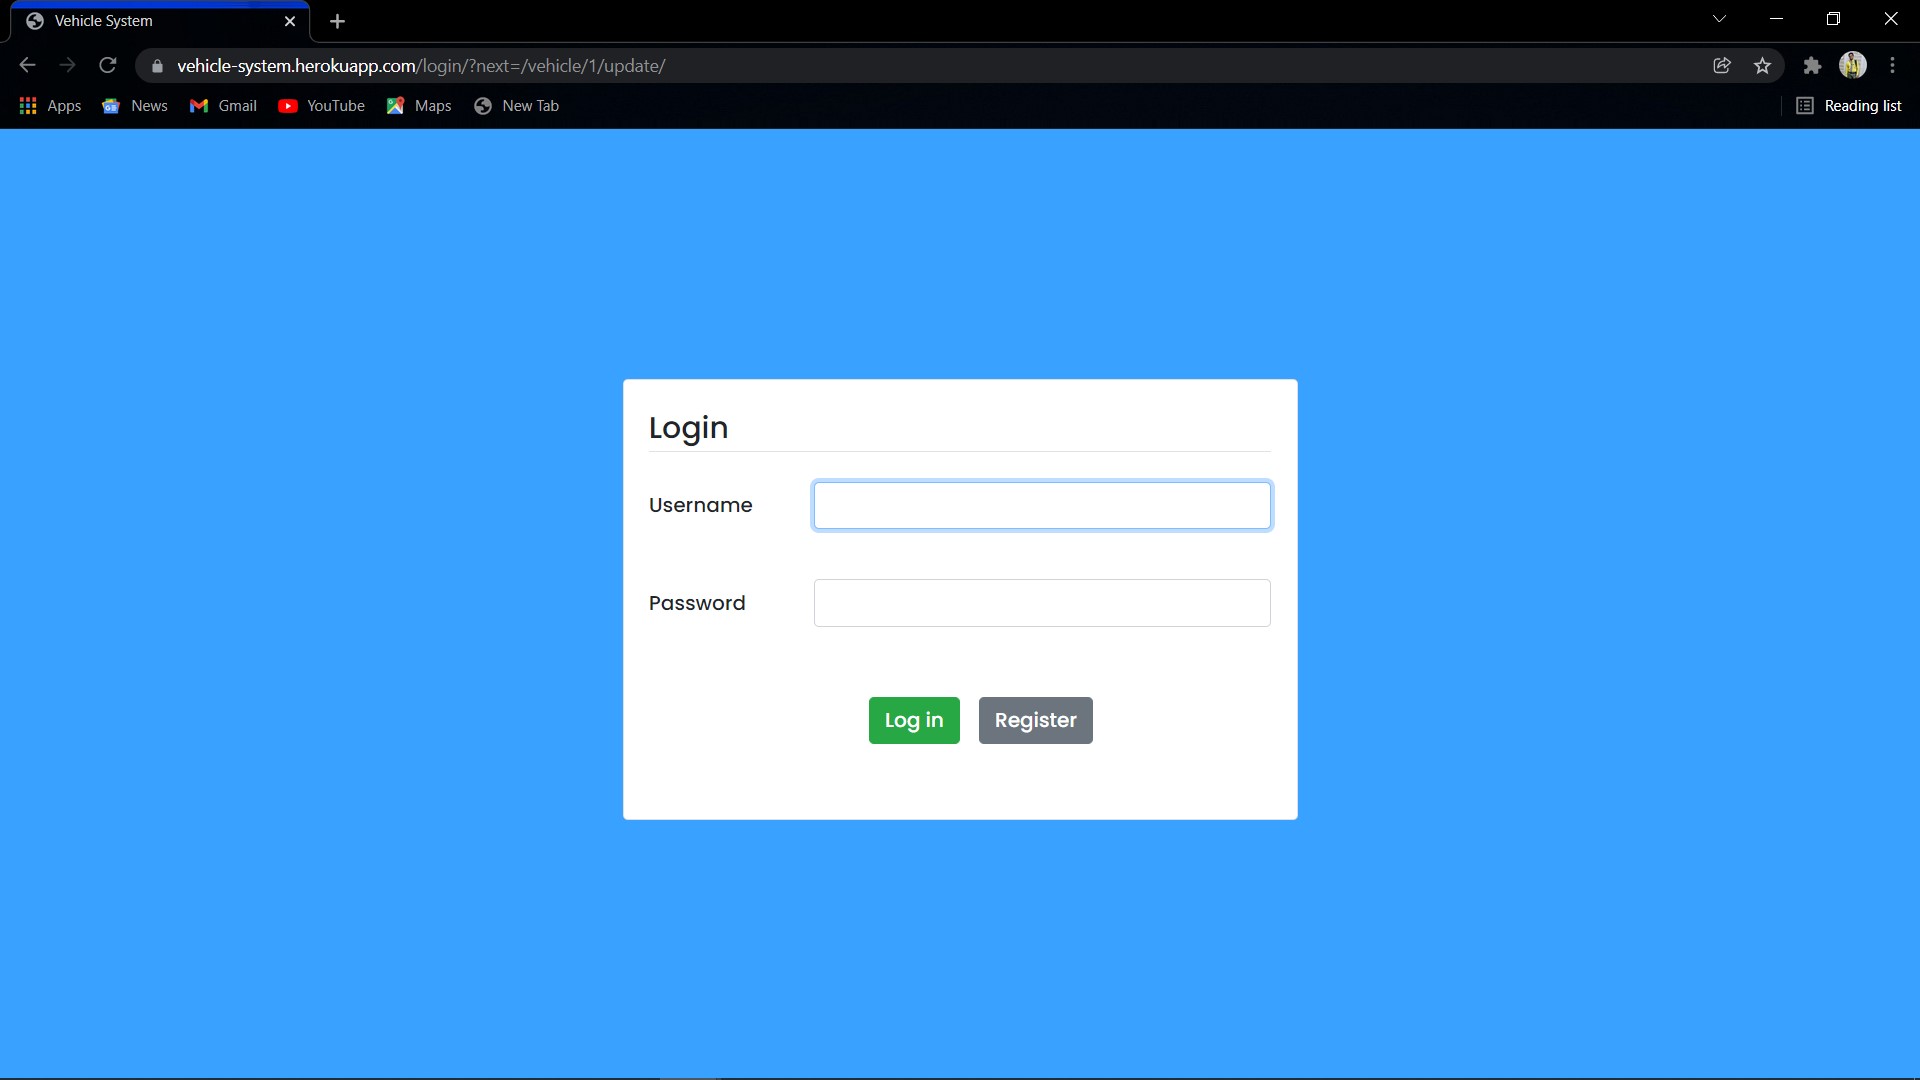 Vehicle System
vehicle-system.herokuapp.com/login/?next=/vehicle/1/update/
Apps News Gmail YouTube Maps New Tab Reading list
Login
Username
Password
Log in Register